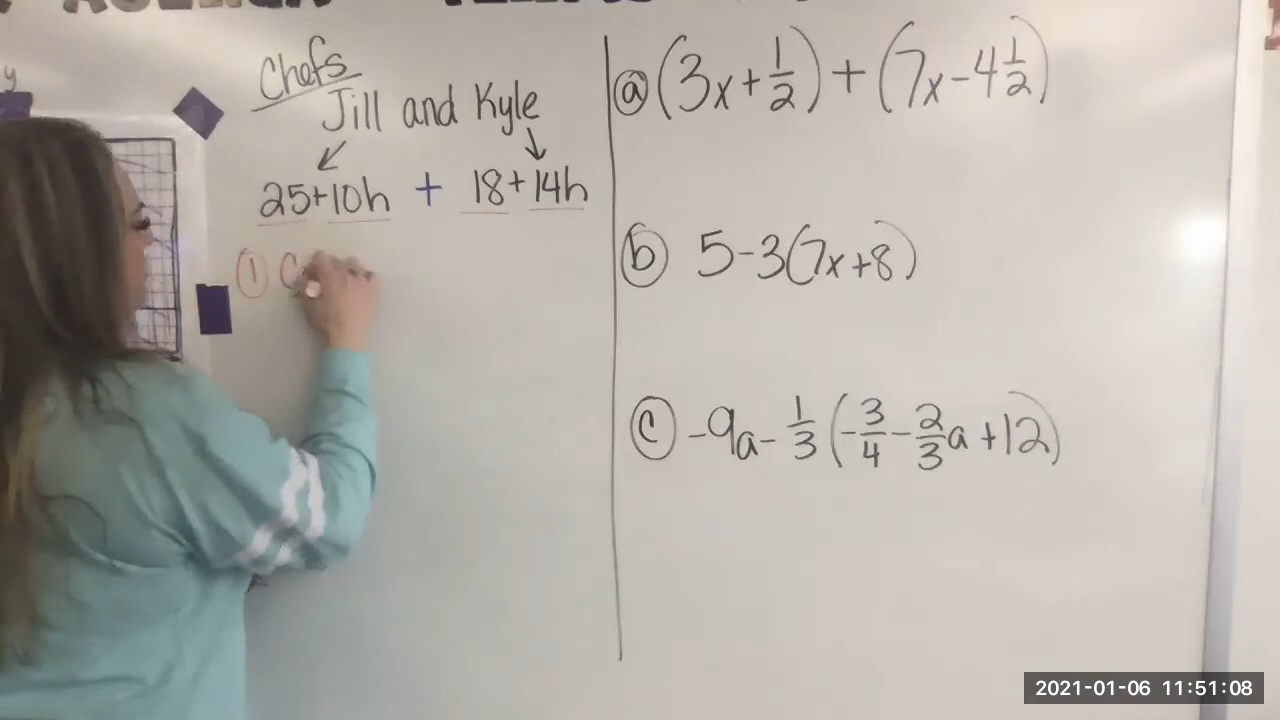 y
Chefs
Jill and Kyle
25+10h + 18+14h
① C
ⓐ (3x+1/2)+(7x-4 1/2)
ⓑ 5-3(7x+8)
ⓒ -9a-1/3(-3/4-2/3a+12)
2021-01-06 11:51:08